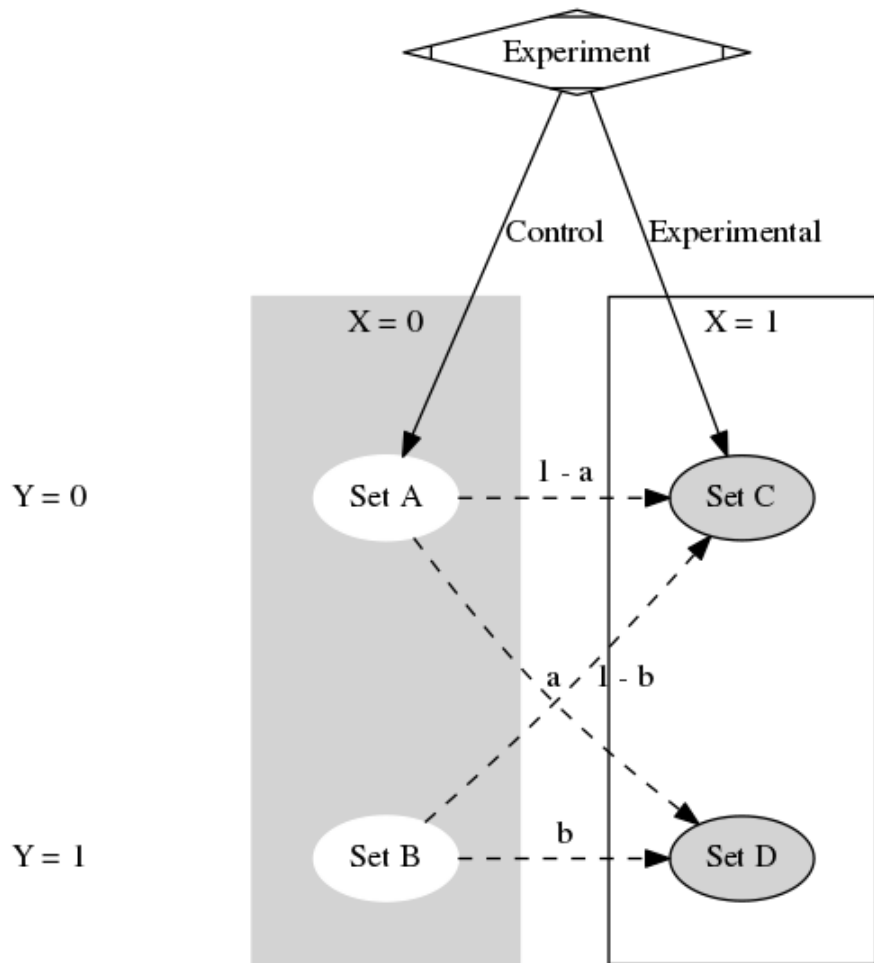 Experiment
Control
Experimental
X = 0
X = 1
Y = 0
Set A
1 - a
Set C
a
1 - b
Y = 1
Set B
b
Set D